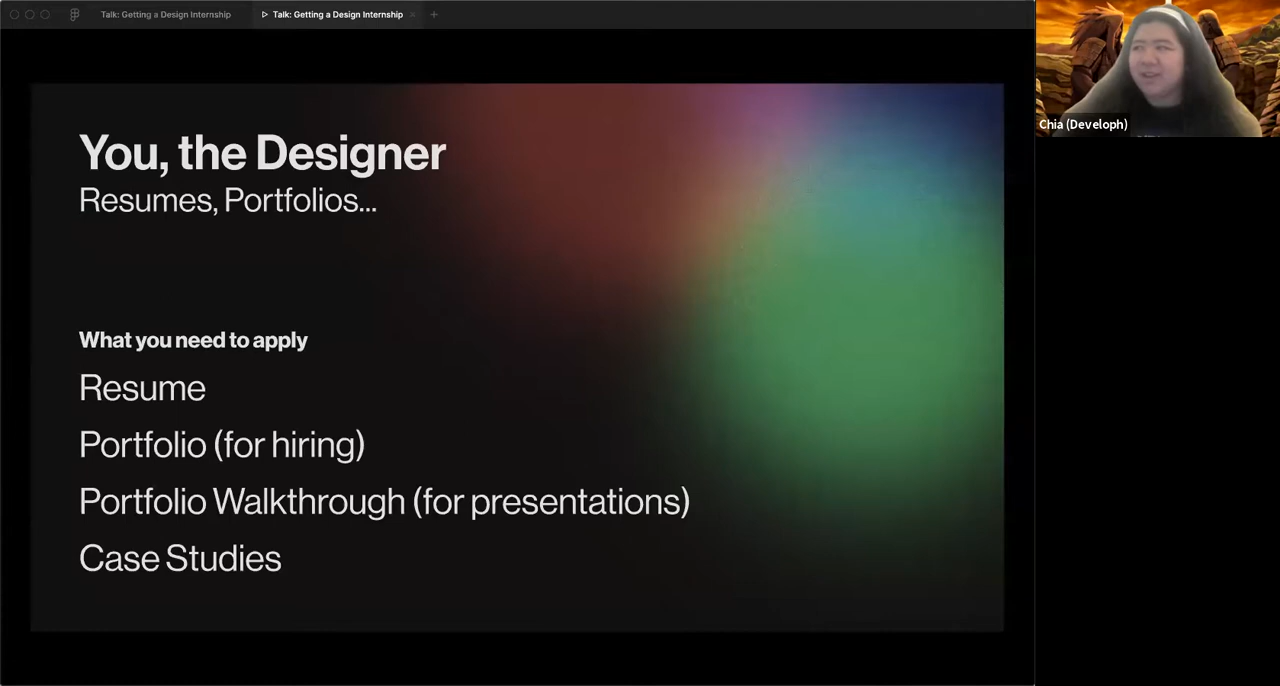 Talk: Getting a Design Internship
Talk: Getting a Design Internship
Chia (Developh)
You, the Designer
Resumes, Portfolios...
What you need to apply
Resume
Portfolio (for hiring)
Portfolio Walkthrough (for presentations)
Case Studies